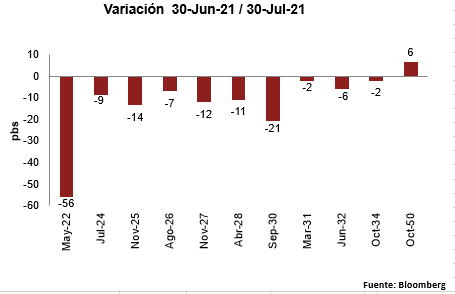 Variación 30-Jun-21 / 30-Jul-21
pbs
10
0
-10
-20
-30
-40
-50
-60
-56
-9
-14
-7
-12
-11
-21
-2
-6
-2
6
May-22
Jul-24
Nov-25
Ago-26
Nov-27
Abr-28
Sep-30
Mar-31
Jun-32
Oct-34
Oct-50
Fuente: Bloomberg